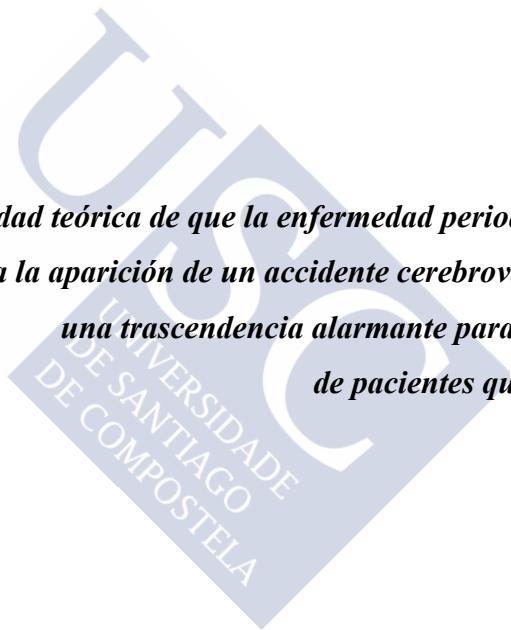 dad teórica de que la enfermedad period
a la aparición de un accidente cerebrov
una trascendencia alarmante para
de pacientes qu
USC
UNIVERSIDADE
DE SANTIAGO
DE COMPOSTELA